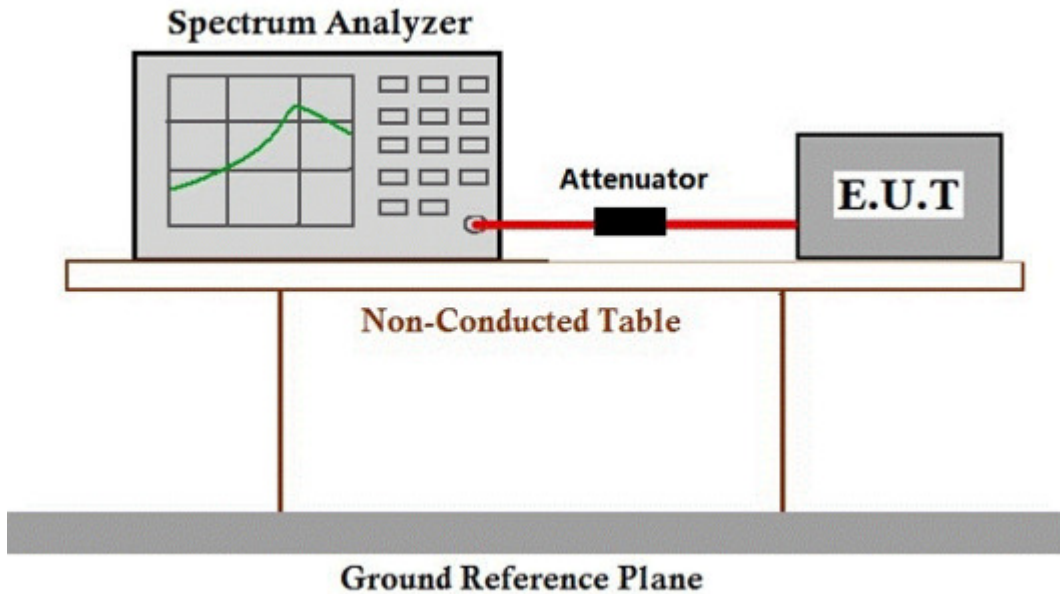 Spectrum Analyzer
Attenuator
E.U.T
Non-Conducted Table
Ground Reference Plane